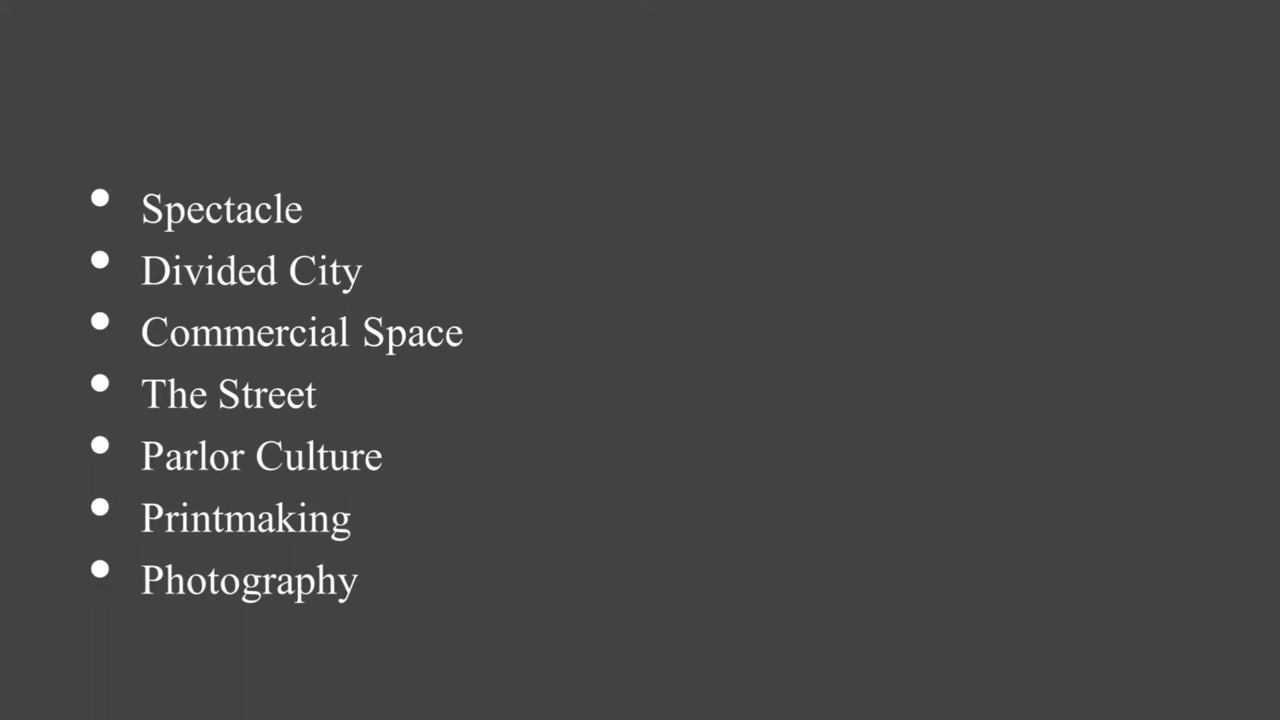 • Spectacle
• Divided City
• Commercial Space
• The Street
• Parlor Culture
• Printmaking
• Photography